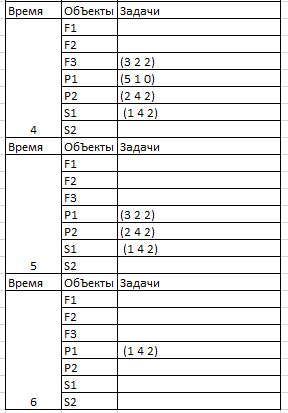 Время Объекты Задачи
F1
F2
F3 (3 2 2)
P1 (5 1 0)
P2 (2 4 2)
S1 (1 4 2)
4 S2
Время Объекты Задачи
F1
F2
F3
P1 (3 2 2)
P2 (2 4 2)
S1 (1 4 2)
5 S2
Время Объекты Задачи
F1
F2
F3
P1 (1 4 2)
P2
S1
6 S2